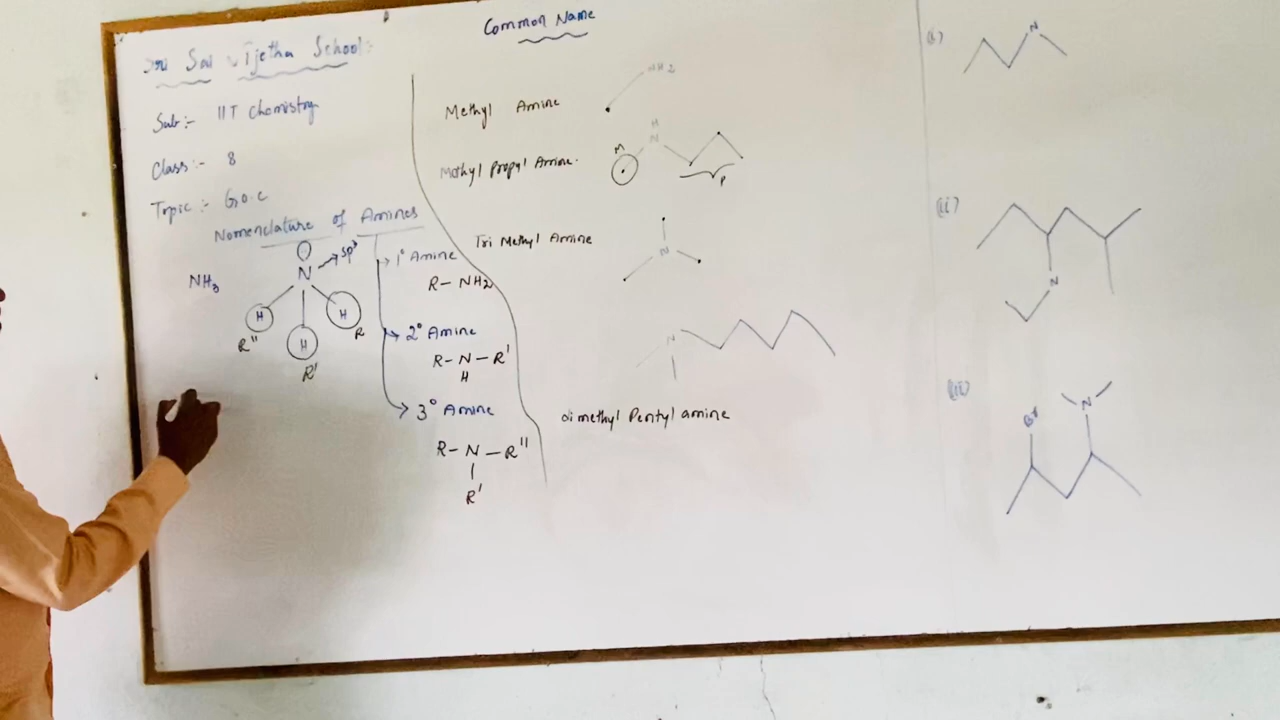 Sri Sai Tjetha School:
Sub:- IIT chemistry
Class:- 8
Topic:- G.O.C
Nomenclature of Amines
NH3
N → sp3
H H H
R'' R' R
1° Amine
R - NH2
2° Amine
R - N - R'
H
3° Amine
R - N - R''
R'
Common Name
Methyl Amine
NH2
Methyl Propyl Amine.
M
H
N
P
Tri Methyl Amine
N
N
dimethyl Pentyl amine
(i)
N
(ii)
N
(iii)
Br
N